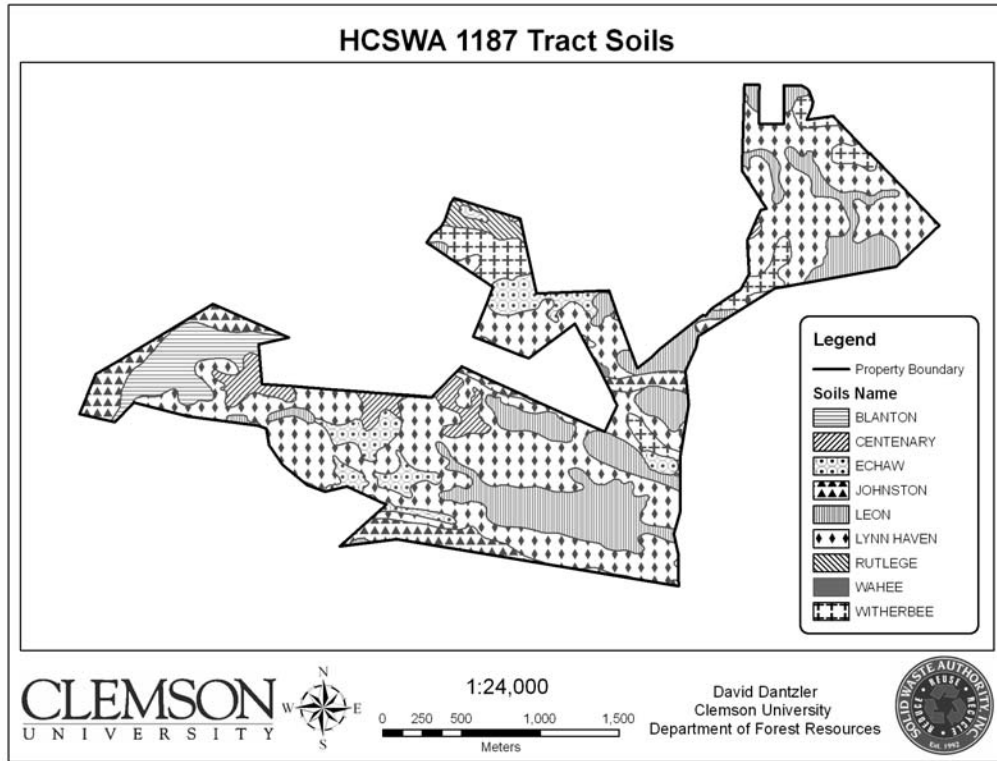 HCSWA 1187 Tract Soils
Legend
Property Boundary
Soils Name
BLANTON
CENTENARY
ECHAW
JOHNSTON
LEON
LYNN HAVEN
RUTLEGE
WAHEE
WITHERBEE
CLEMSON
UNIVERSITY
N
W
E
S
1:24,000
0 250 500 1,000 1,500
Meters
David Dantzler
Clemson University
Department of Forest Resources
SOLID WASTE AUTHORITY, INC.
REDUCE REUSE RECYCLE
Est. 1992